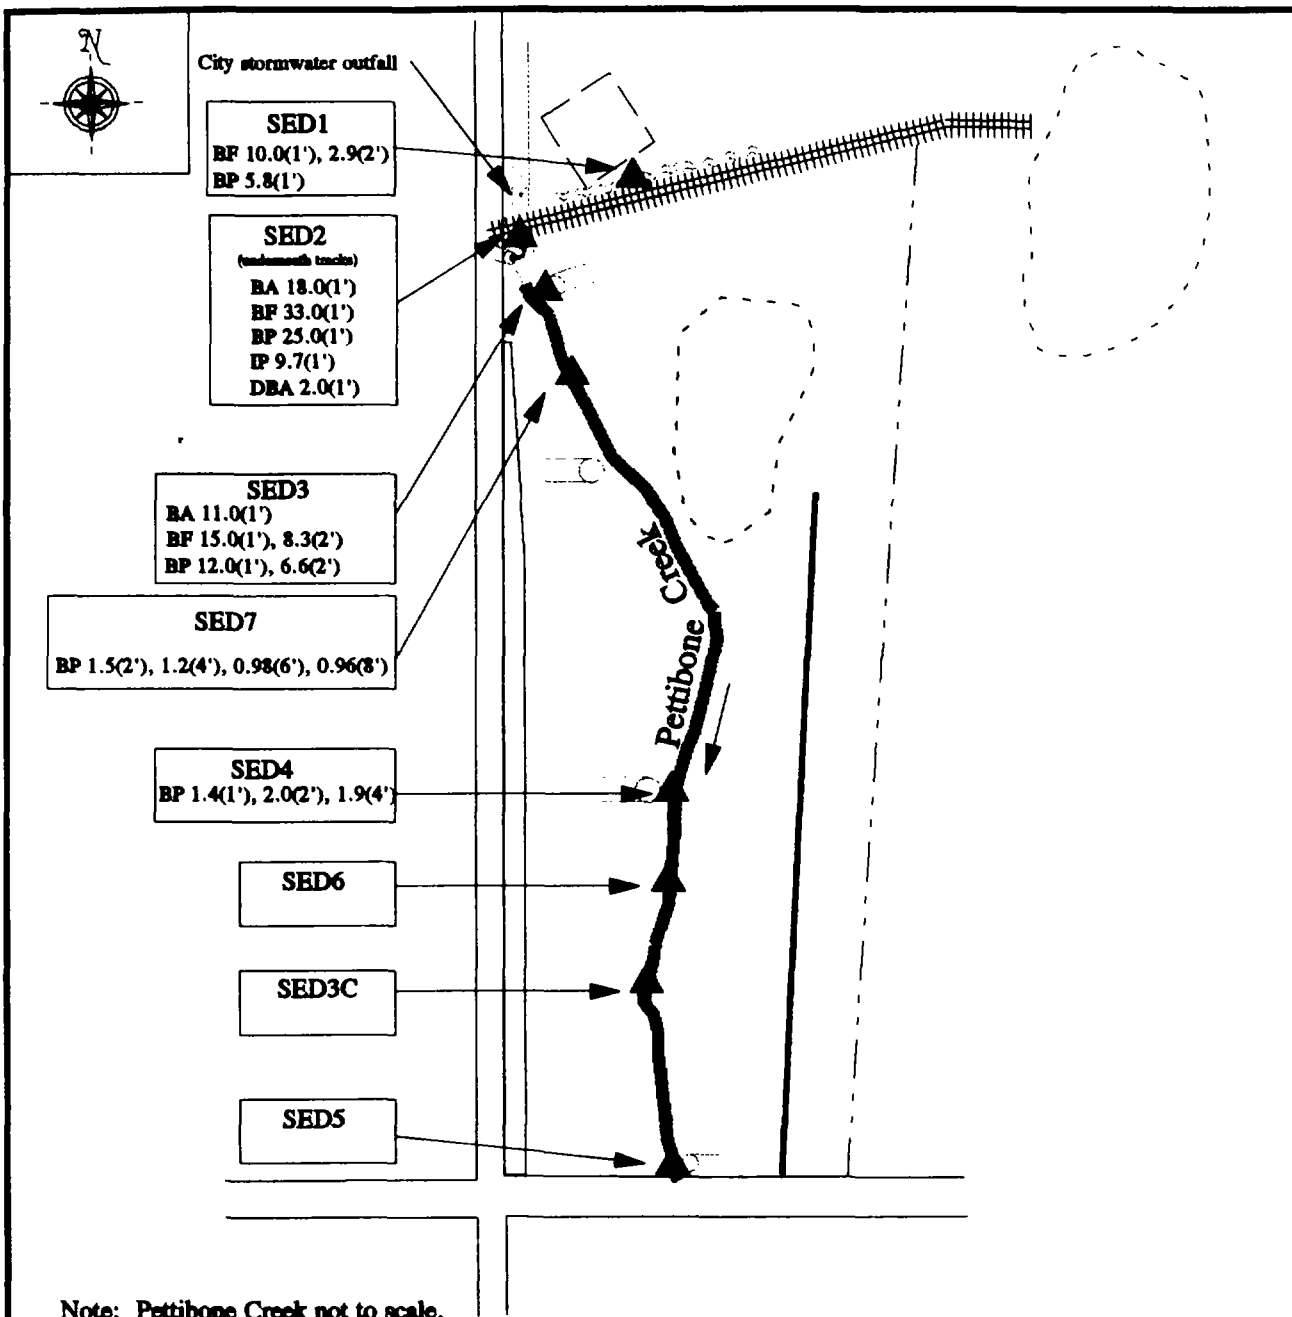 N
City stormwater outfall
SED1
BF 10.0(1'), 2.9(2')
BP 5.8(1')
SED2
(underneath tracks)
BA 18.0(1')
BF 33.0(1')
BP 25.0(1')
IP 9.7(1')
DBA 2.0(1')
SED3
BA 11.0(1')
BF 15.0(1'), 8.3(2')
BP 12.0(1'), 6.6(2')
SED7
BP 1.5(2'), 1.2(4'), 0.98(6'), 0.96(8')
Pettibone Creek
SED4
BP 1.4(1'), 2.0(2'), 1.9(4')
SED6
SED3C
SED5
Note: Pettibone Creek not to scale.